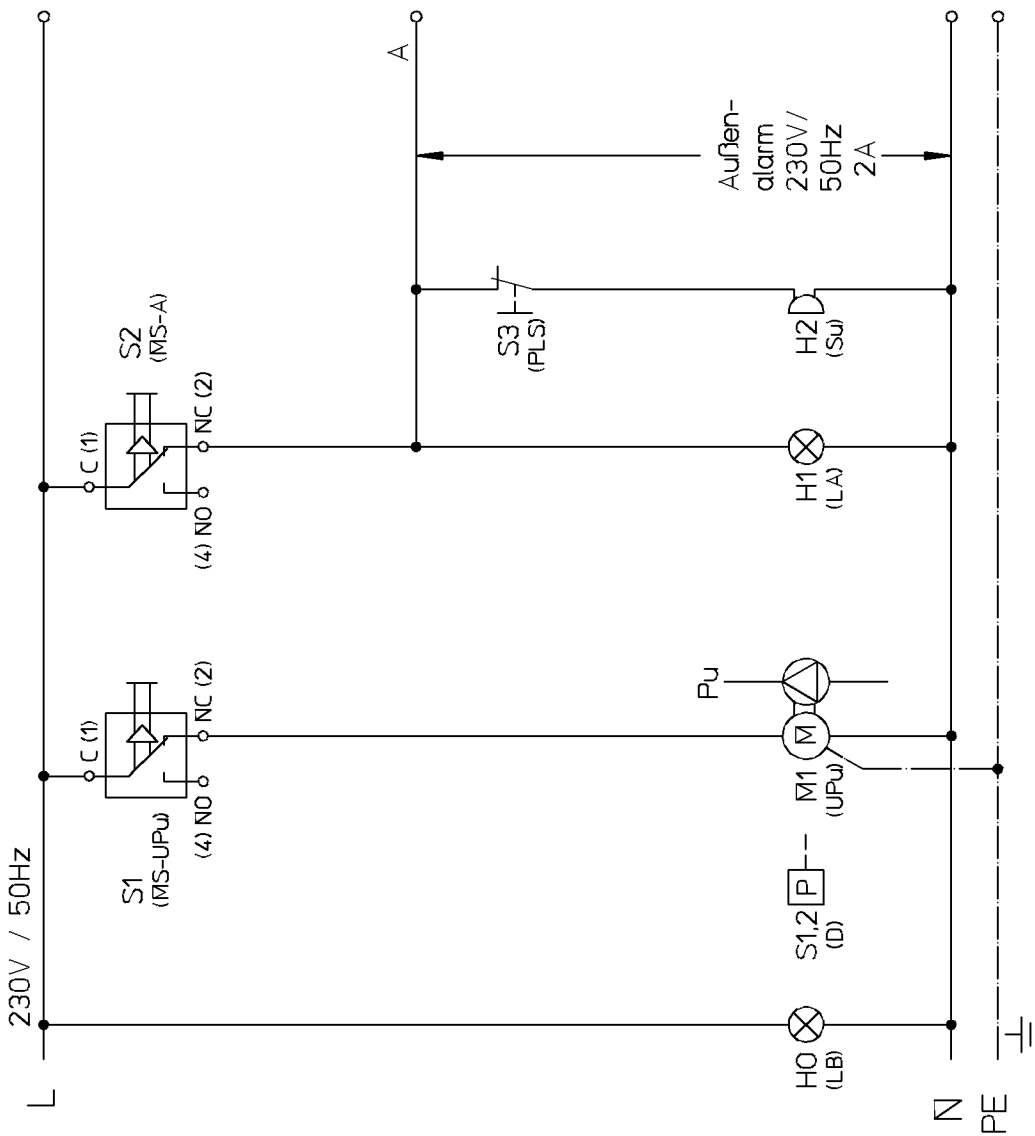 230V / 50Hz
L
S1
(MS-UPu)
C (1)
(4) NO
NC (2)
S2
(MS-A)
C (1)
(4) NO
NC (2)
A
S3
(PLS)
Außen-
alarm
230V/
50Hz
2A
H0
(LB)
S1,2
(D)
P
M1
(UPu)
M
Pu
H1
(LA)
H2
(Su)
N
PE